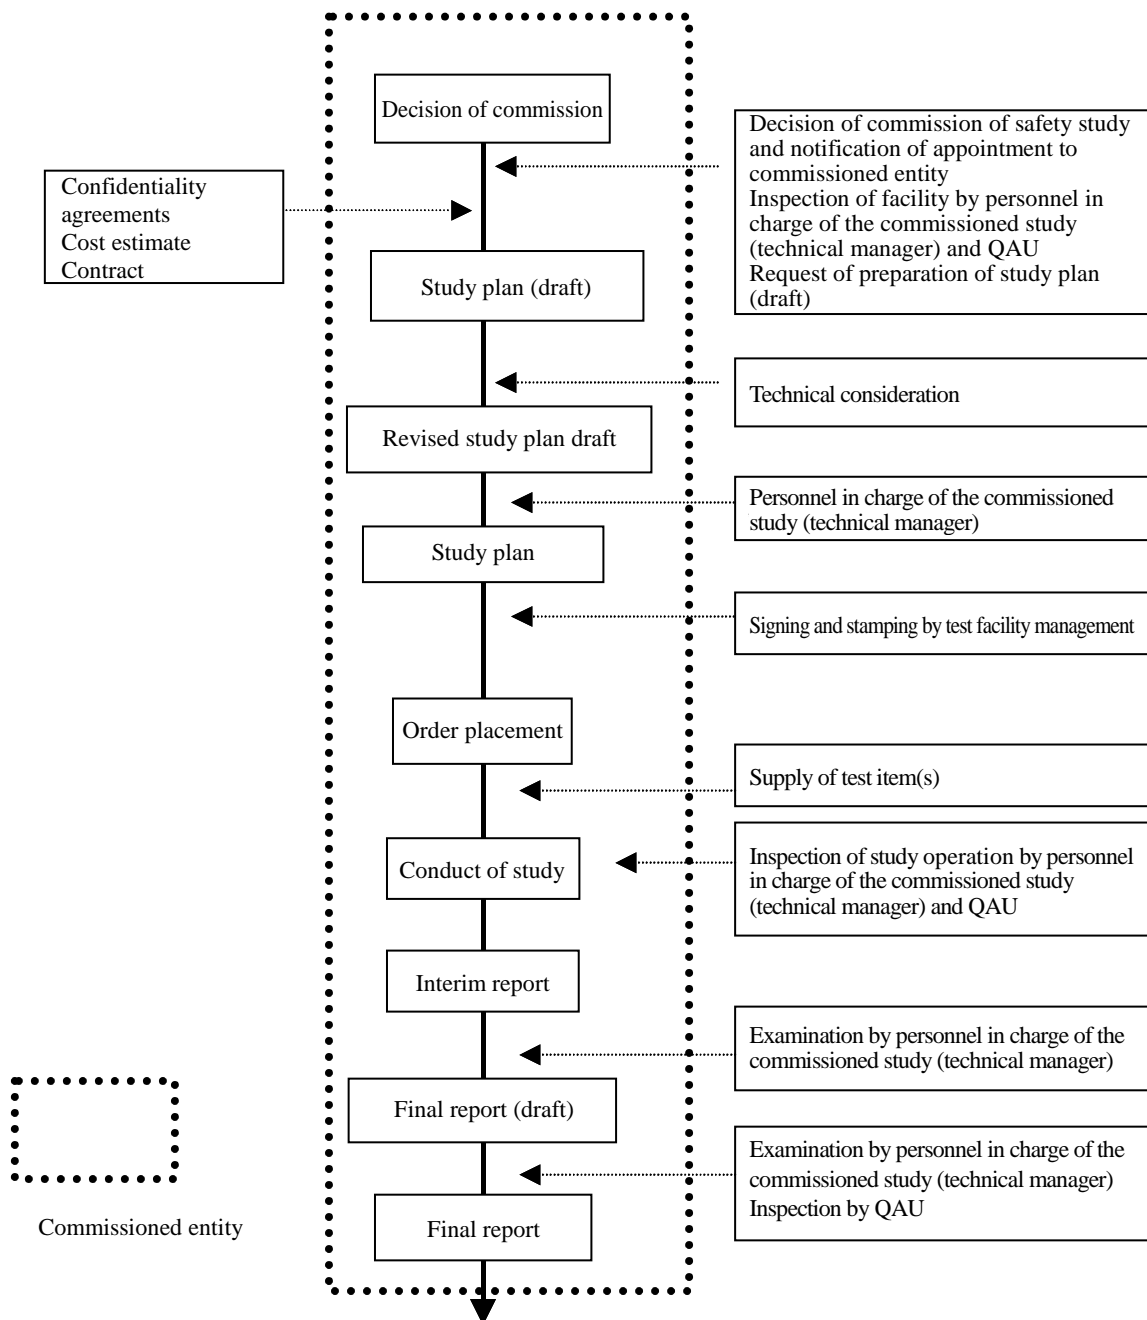 Decision of commission
Decision of commission of safety study
and notification of appointment to
commissioned entity
Inspection of facility by personnel in
charge of the commissioned study
(technical manager) and QAU
Request of preparation of study plan
(draft)
Confidentiality
agreements
Cost estimate
Contract
Study plan (draft)
Technical consideration
Revised study plan draft
Personnel in charge of the commissioned
study (technical manager)
Study plan
Signing and stamping by test facility management
Order placement
Supply of test item(s)
Conduct of study
Inspection of study operation by personnel
in charge of the commissioned study
(technical manager) and QAU
Interim report
Examination by personnel in charge of the
commissioned study (technical manager)
Final report (draft)
Examination by personnel in charge of the
commissioned study (technical manager)
Inspection by QAU
Final report
Commissioned entity